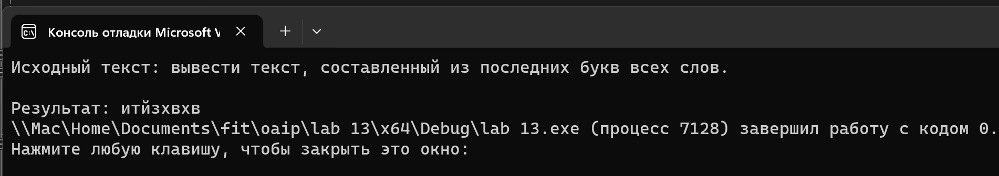 Консоль отладки Microsoft V
Исходный текст: вывести текст, составленный из последних букв всех слов.
Результат: итйзхвхв
\\Mac\Home\Documents\fit\oaip\lab 13\x64\Debug\lab 13.exe (процесс 7128) завершил работу с кодом 0.
Нажмите любую клавишу, чтобы закрыть это окно: